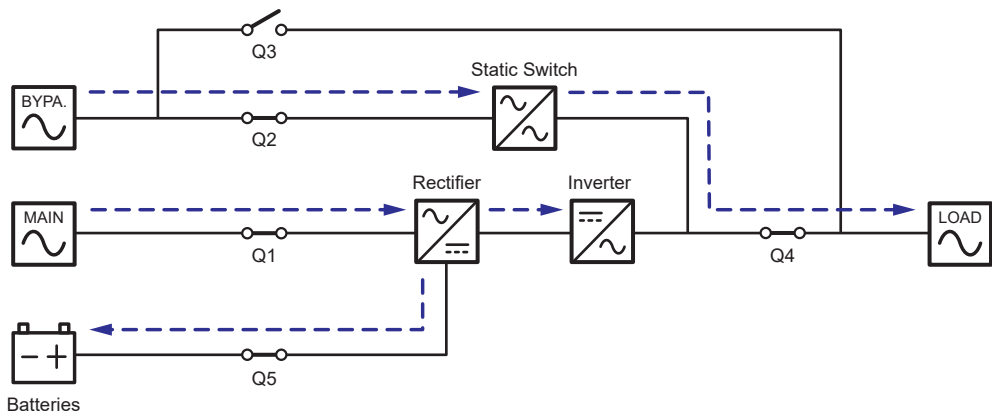 Q3
Static Switch
BYPA.
Q2
Rectifier
Inverter
MAIN
LOAD
Q1
Q4
Q5
Batteries